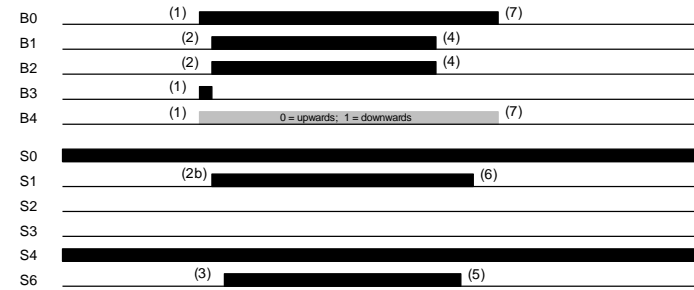 B0 (1) (7)
B1 (2) (4)
B2 (2) (4)
B3 (1)
B4 (1) 0 = upwards; 1 = downwards (7)
S0
S1 (2b) (6)
S2
S3
S4
S6 (3) (5)